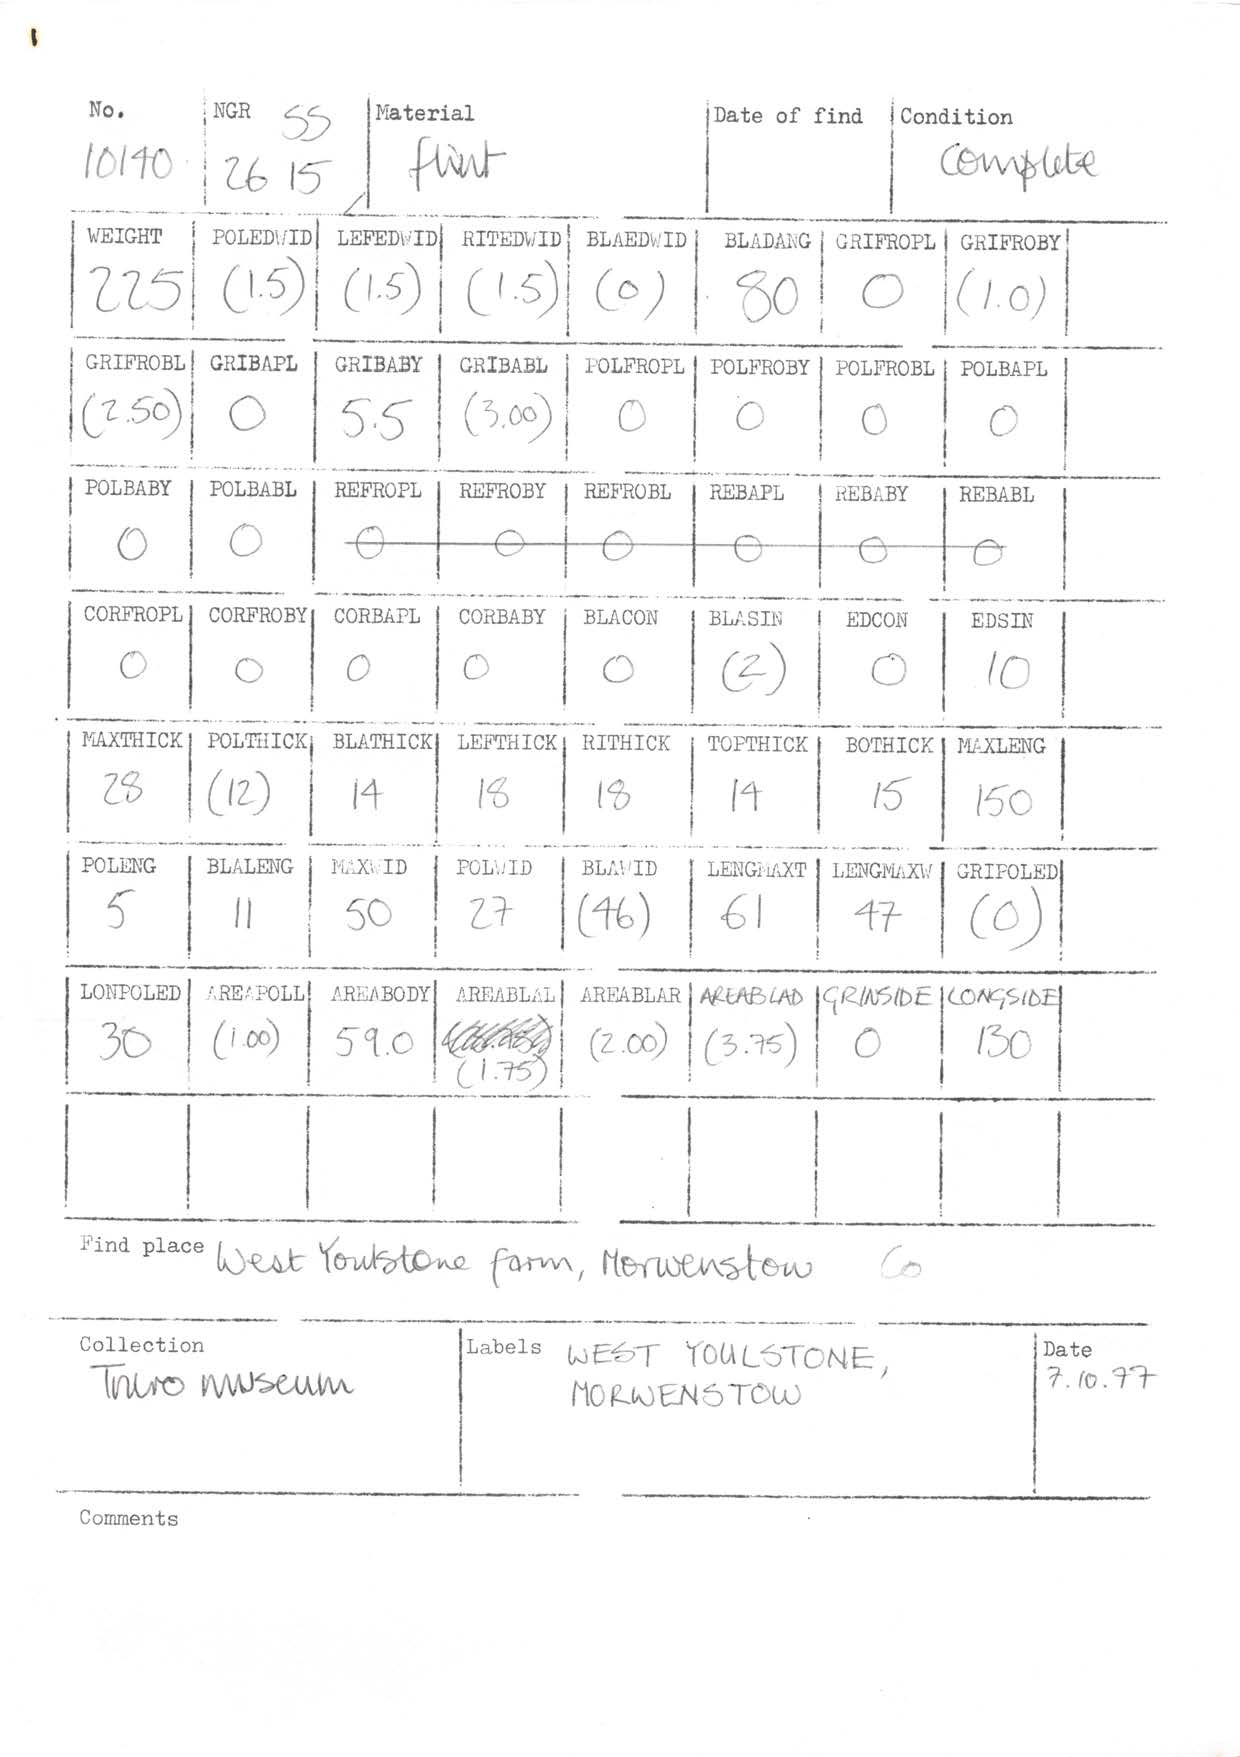 No. NGR SS Material Date of find Condition
10140 26 15 flint complete
WEIGHT POLEDWID LEFEDWID RITEDWID BLAEDWID BLADANG GRIFROPL GRIFROBY
225 (1.5) (1.5) (1.5) (0) 80 0 (1.0)
GRIFROBL GRIBAPL GRIBABY GRIBABL POLFROPL POLFROBY POLFROBL POLBAPL
(2.50) 0 5.5 (3.00) 0 0 0 0
POLBABY POLBABL REFROPL REFROBY REFROBL REBAPL REBABY REBABL
0 0 0 0 0 0 0 0
CORFROPL CORFROBY CORBAPL CORBABY BLACON BLASIN EDCON EDSIN
0 0 0 0 0 (2) 0 10
MAXTHICK POLTHICK BLATHICK LEFTHICK RITHICK TOPTHICK BOTHICK MAXLENG
28 (12) 14 18 18 14 15 150
POLENG BLALENG MAXWID POLWID BLAWID LENGMAXT LENGMAXW GRIPOLED
5 11 50 27 (46) 61 47 (0)
LONPOLED AREAPOLL AREABODY AREABLAL AREABLAR AREABLAD GRINSIDE LONGSIDE
30 (1.00) 59.0 (1.75) (2.00) (3.75) 0 130
Find place West Youlstone farm, Morwenstow Co
Collection Labels WEST YOULSTONE, Date
Truro museum MORWENSTOW 7.10.77
Comments